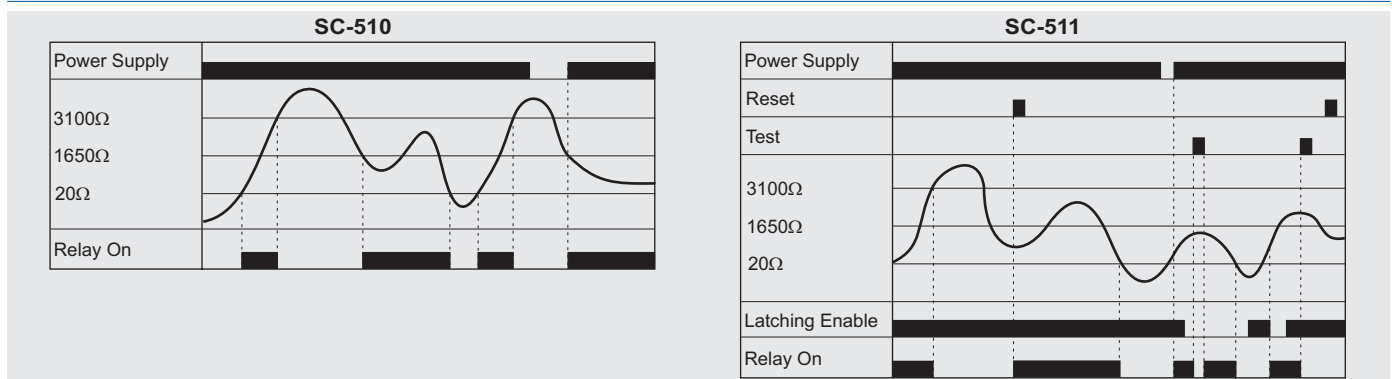 SC-510
Power Supply
3100Ω
1650Ω
20Ω
Relay On
SC-511
Power Supply
Reset
Test
3100Ω
1650Ω
20Ω
Latching Enable
Relay On